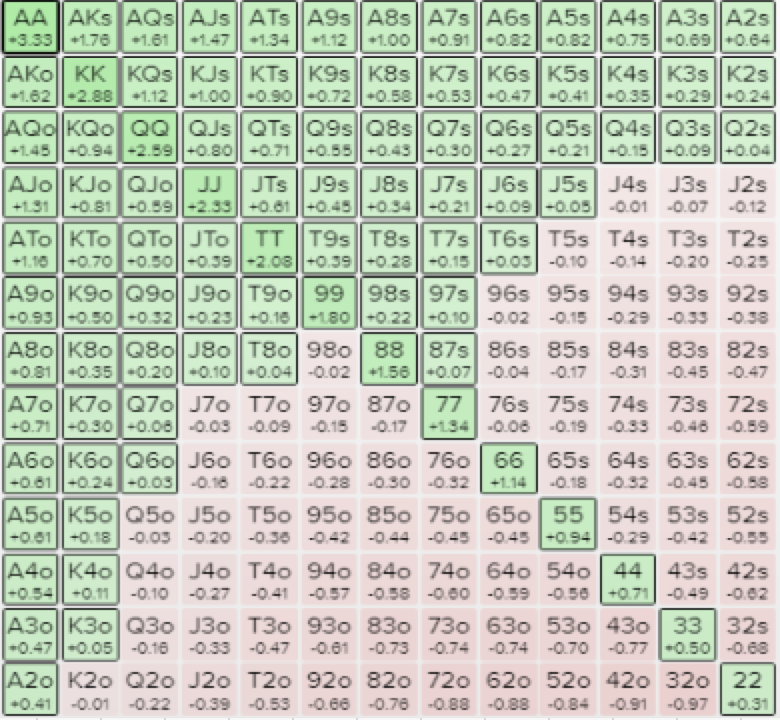 AA AKs AQs AJs ATs A9s A8s A7s A6s A5s A4s A3s A2s
+3.33 +1.76 +1.61 +1.47 +1.34 +1.12 +1.00 +0.91 +0.82 +0.82 +0.75 +0.69 +0.64
AKo KK KQs KJs KTs K9s K8s K7s K6s K5s K4s K3s K2s
+1.62 +2.88 +1.12 +1.00 +0.90 +0.72 +0.58 +0.53 +0.47 +0.41 +0.35 +0.29 +0.24
AQo KQo QQ QJs QTs Q9s Q8s Q7s Q6s Q5s Q4s Q3s Q2s
+1.45 +0.94 +2.59 +0.80 +0.71 +0.55 +0.43 +0.30 +0.27 +0.21 +0.15 +0.09 +0.04
AJo KJo QJo JJ JTs J9s J8s J7s J6s J5s J4s J3s J2s
+1.31 +0.81 +0.59 +2.33 +0.61 +0.45 +0.34 +0.21 +0.09 +0.05 -0.01 -0.07 -0.12
ATo KTo QTo JTo TT T9s T8s T7s T6s T5s T4s T3s T2s
+1.16 +0.70 +0.50 +0.39 +2.08 +0.39 +0.28 +0.15 +0.03 -0.10 -0.14 -0.20 -0.25
A9o K9o Q9o J9o T9o 99 98s 97s 96s 95s 94s 93s 92s
+0.93 +0.50 +0.32 +0.23 +0.16 +1.80 +0.22 +0.10 -0.02 -0.15 -0.29 -0.33 -0.38
A8o K8o Q8o J8o T8o 98o 88 87s 86s 85s 84s 83s 82s
+0.81 +0.35 +0.20 +0.10 +0.04 -0.02 +1.56 +0.07 -0.04 -0.17 -0.31 -0.45 -0.47
A7o K7o Q7o J7o T7o 97o 87o 77 76s 75s 74s 73s 72s
+0.71 +0.30 +0.06 -0.03 -0.09 -0.15 -0.17 +1.34 -0.06 -0.19 -0.33 -0.46 -0.59
A6o K6o Q6o J6o T6o 96o 86o 76o 66 65s 64s 63s 62s
+0.61 +0.24 +0.03 -0.16 -0.22 -0.28 -0.30 -0.32 +1.14 -0.18 -0.32 -0.45 -0.58
A5o K5o Q5o J5o T5o 95o 85o 75o 65o 55 54s 53s 52s
+0.61 +0.18 -0.03 -0.20 -0.36 -0.42 -0.44 -0.45 -0.45 +0.94 -0.29 -0.42 -0.55
A4o K4o Q4o J4o T4o 94o 84o 74o 64o 54o 44 43s 42s
+0.54 +0.11 -0.10 -0.27 -0.41 -0.57 -0.58 -0.60 -0.59 -0.56 +0.71 -0.49 -0.62
A3o K3o Q3o J3o T3o 93o 83o 73o 63o 53o 43o 33 32s
+0.47 +0.05 -0.16 -0.33 -0.47 -0.61 -0.73 -0.74 -0.74 -0.70 -0.77 +0.50 -0.68
A2o K2o Q2o J2o T2o 92o 82o 72o 62o 52o 42o 32o 22
+0.41 -0.01 -0.22 -0.39 -0.53 -0.66 -0.76 -0.88 -0.88 -0.84 -0.91 -0.97 +0.31